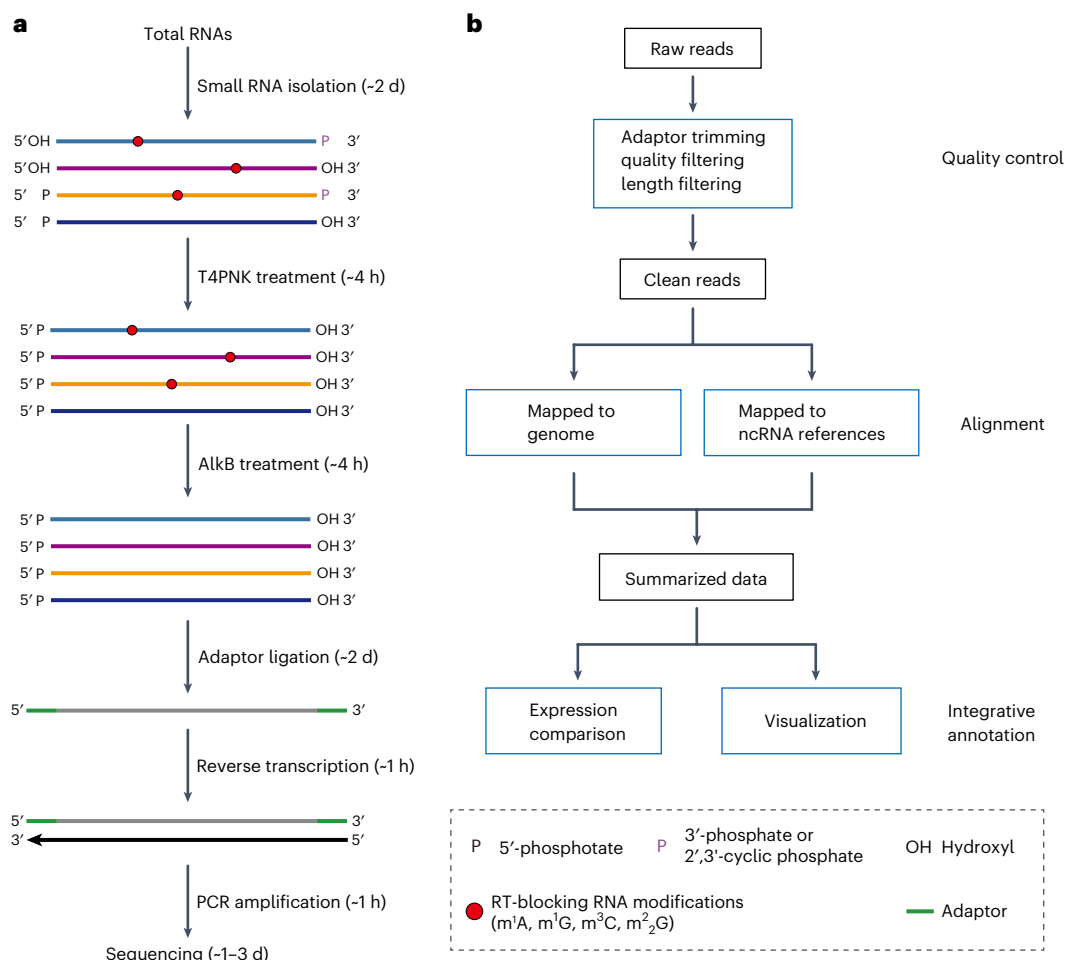 a
Total RNAs
Small RNA isolation (~2 d)
5′OH P 3′
5′OH OH 3′
5′ P P 3′
5′ P OH 3′
T4PNK treatment (~4 h)
5′ P OH 3′
5′ P OH 3′
5′ P OH 3′
5′ P OH 3′
AlkB treatment (~4 h)
5′ P OH 3′
5′ P OH 3′
5′ P OH 3′
5′ P OH 3′
Adaptor ligation (~2 d)
5′ 3′
Reverse transcription (~1 h)
5′ 3′
3′ 5′
PCR amplification (~1 h)
Sequencing (~1–3 d)
b
Raw reads
Adaptor trimming
quality filtering
length filtering
Quality control
Clean reads
Mapped to
genome
Mapped to
ncRNA references
Alignment
Summarized data
Expression
comparison
Visualization
Integrative
annotation
P 5′-phosphotate
P 3′-phosphate or
2′,3'-cyclic phosphate
OH Hydroxyl
RT-blocking RNA modifications
(m¹A, m¹G, m³C, m²₂G)
Adaptor